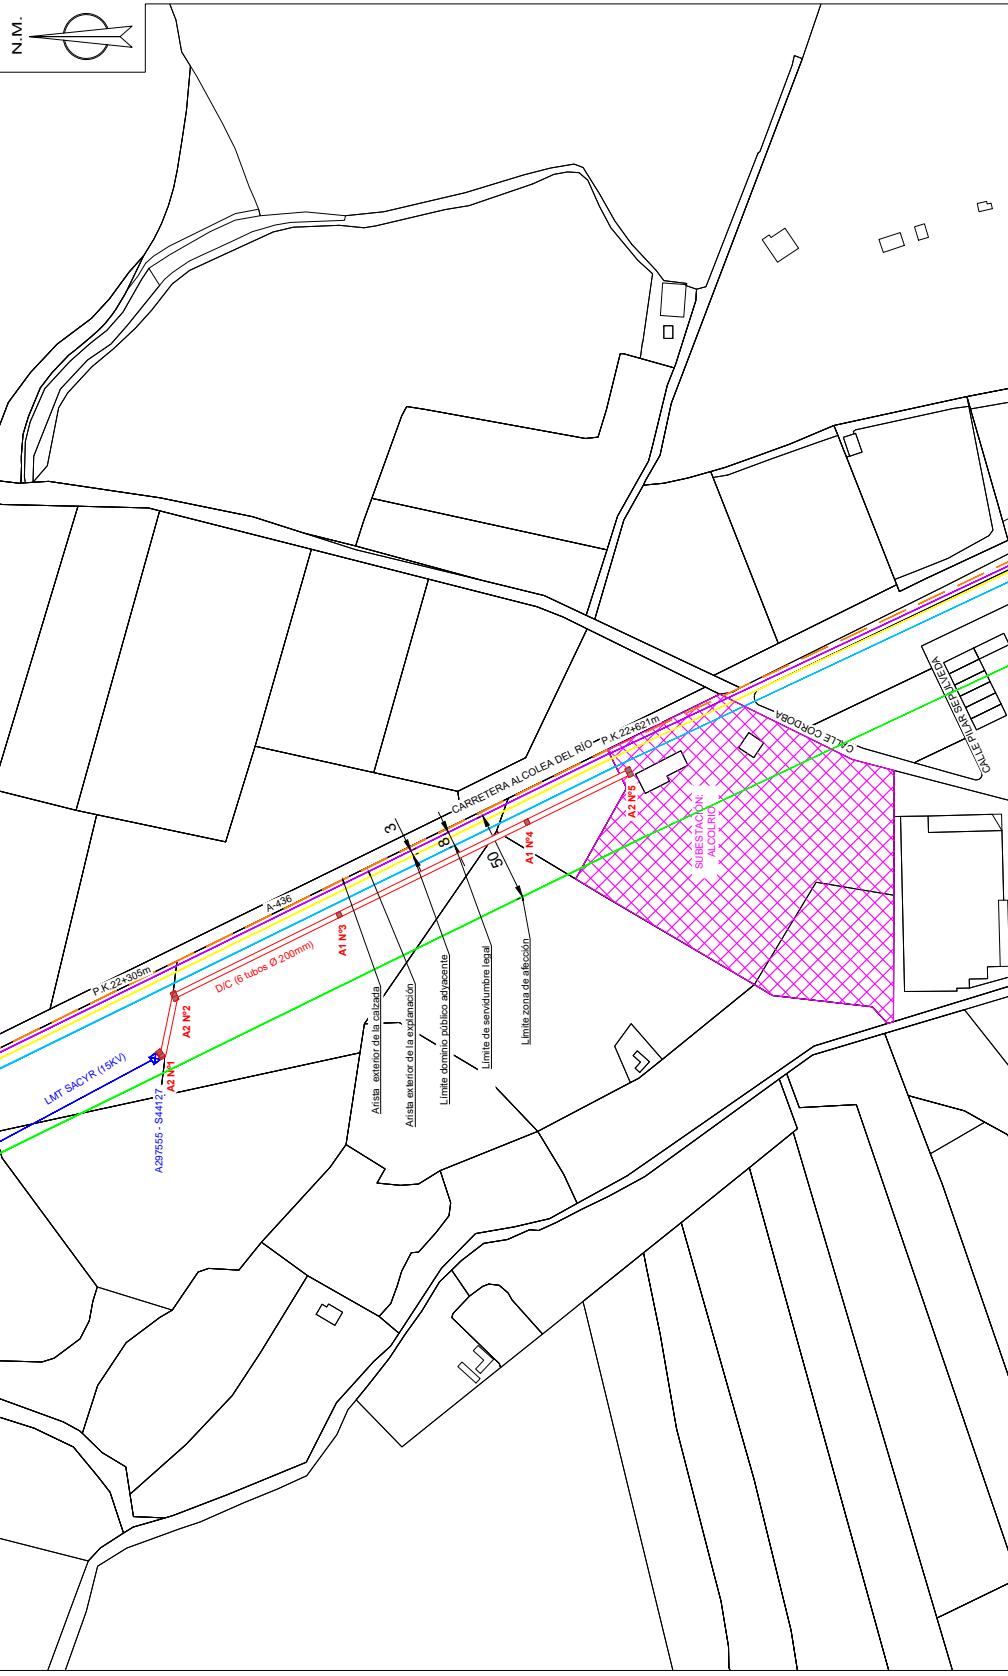 N.M.
P.K.22+305m
A-436
CARRETERA ALCOLEA DEL RÍO
P.K.22+621m
LMT SACYR (15KV)
A297555 - S44127
A2 Nº1
A2 Nº2
D/C (6 tubos Ø 200mm)
A1 Nº3
A1 Nº4
A2 Nº5
3
8
50
Arista exterior de la calzada
Arista exterior de la explanación
Límite dominio público adyacente
Límite de servidumbre legal
Límite zona de afección
SUBESTACIÓN:
ALCOLRIO
CALLE CORDOBA
CALLE PILAR SEPULVEDA